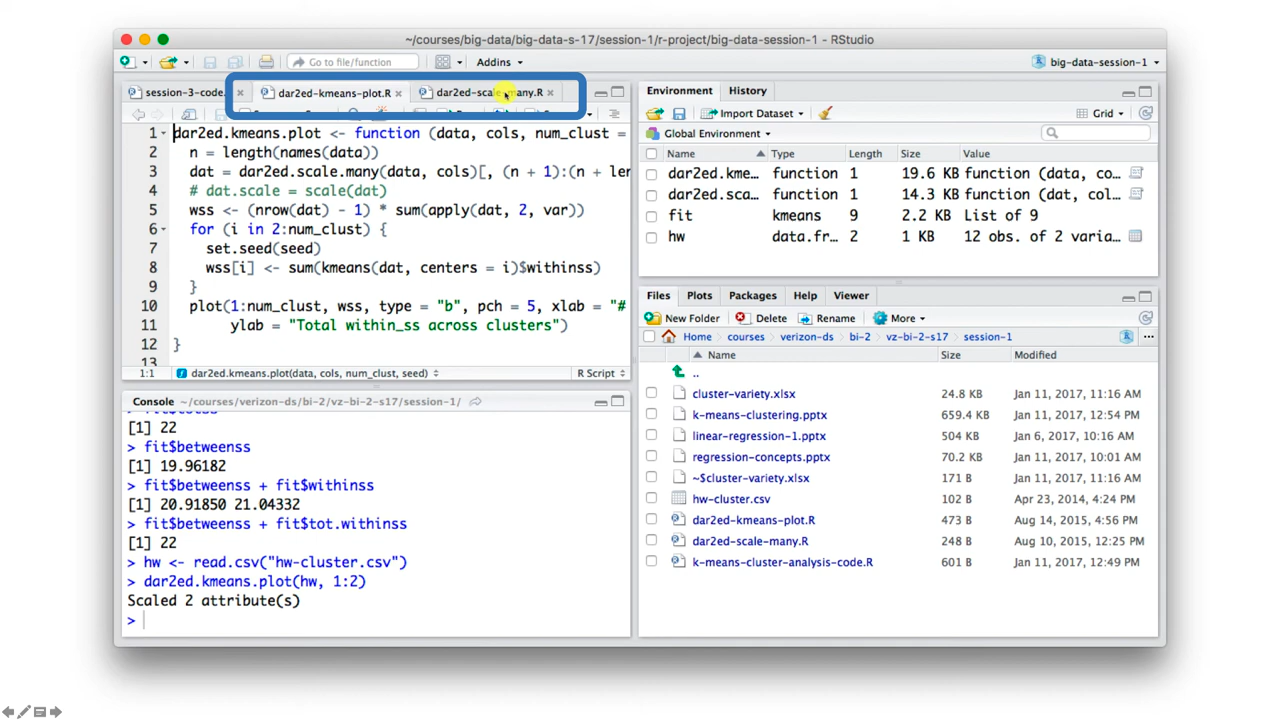 ~/courses/big-data/big-data-s-17/session-1/r-project/big-data-session-1 - RStudio
Go to file/function
Addins
big-data-session-1
session-3-code.
dar2ed-kmeans-plot.R
dar2ed-scale-many.R
1 dar2ed.kmeans.plot <- function (data, cols, num_clust =
2 n = length(names(data))
3 dat = dar2ed.scale.many(data, cols)[, (n + 1):(n + len
4 # dat.scale = scale(dat)
5 wss <- (nrow(dat) - 1) * sum(apply(dat, 2, var))
6 for (i in 2:num_clust) {
7 set.seed(seed)
8 wss[i] <- sum(kmeans(dat, centers = i)$withinss)
9 }
10 plot(1:num_clust, wss, type = "b", pch = 5, xlab = "#
11 ylab = "Total within_ss across clusters")
12 }
13
1:1 dar2ed.kmeans.plot(data, cols, num_clust, seed) R Script
Console ~/courses/verizon-ds/bi-2/vz-bi-2-s17/session-1/
[1] 22
> fit$betweenss
[1] 19.96182
> fit$betweenss + fit$withinss
[1] 20.91850 21.04332
> fit$betweenss + fit$tot.withinss
[1] 22
> hw <- read.csv("hw-cluster.csv")
> dar2ed.kmeans.plot(hw, 1:2)
Scaled 2 attribute(s)
>
Environment History
Import Dataset Grid
Global Environment
Name Type Length Size Value
dar2ed.kme… function 1 19.6 KB function (data, co…
dar2ed.sca… function 1 14.3 KB function (data, c…
fit kmeans 9 2.2 KB List of 9
hw data.fr… 2 1 KB 12 obs. of 2 varia…
Files Plots Packages Help Viewer
New Folder Delete Rename More
Home courses verizon-ds bi-2 vz-bi-2-s17 session-1
Name Size Modified
..
cluster-variety.xlsx 24.8 KB Jan 11, 2017, 11:16 AM
k-means-clustering.pptx 659.4 KB Jan 11, 2017, 12:54 PM
linear-regression-1.pptx 504 KB Jan 6, 2017, 10:16 AM
regression-concepts.pptx 70.2 KB Jan 11, 2017, 10:01 AM
~$cluster-variety.xlsx 171 B Jan 11, 2017, 11:16 AM
hw-cluster.csv 102 B Apr 23, 2014, 4:24 PM
dar2ed-kmeans-plot.R 473 B Aug 14, 2015, 4:56 PM
dar2ed-scale-many.R 248 B Aug 10, 2015, 12:25 PM
k-means-cluster-analysis-code.R 601 B Jan 11, 2017, 12:49 PM